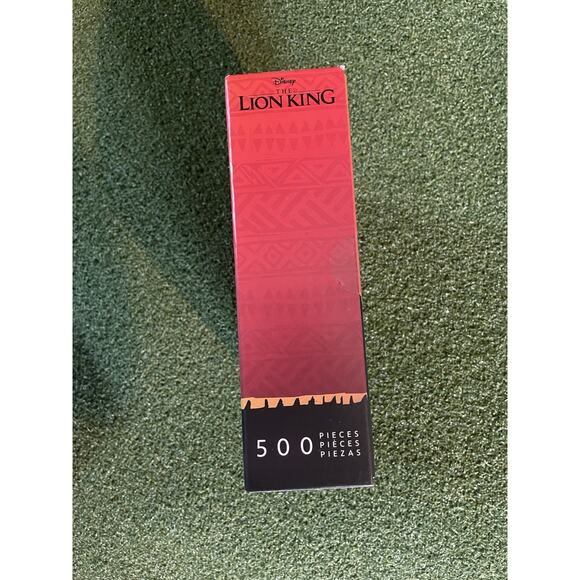 Disney
THE
LION KING
500
PIECES
PIÈCES
PIEZAS